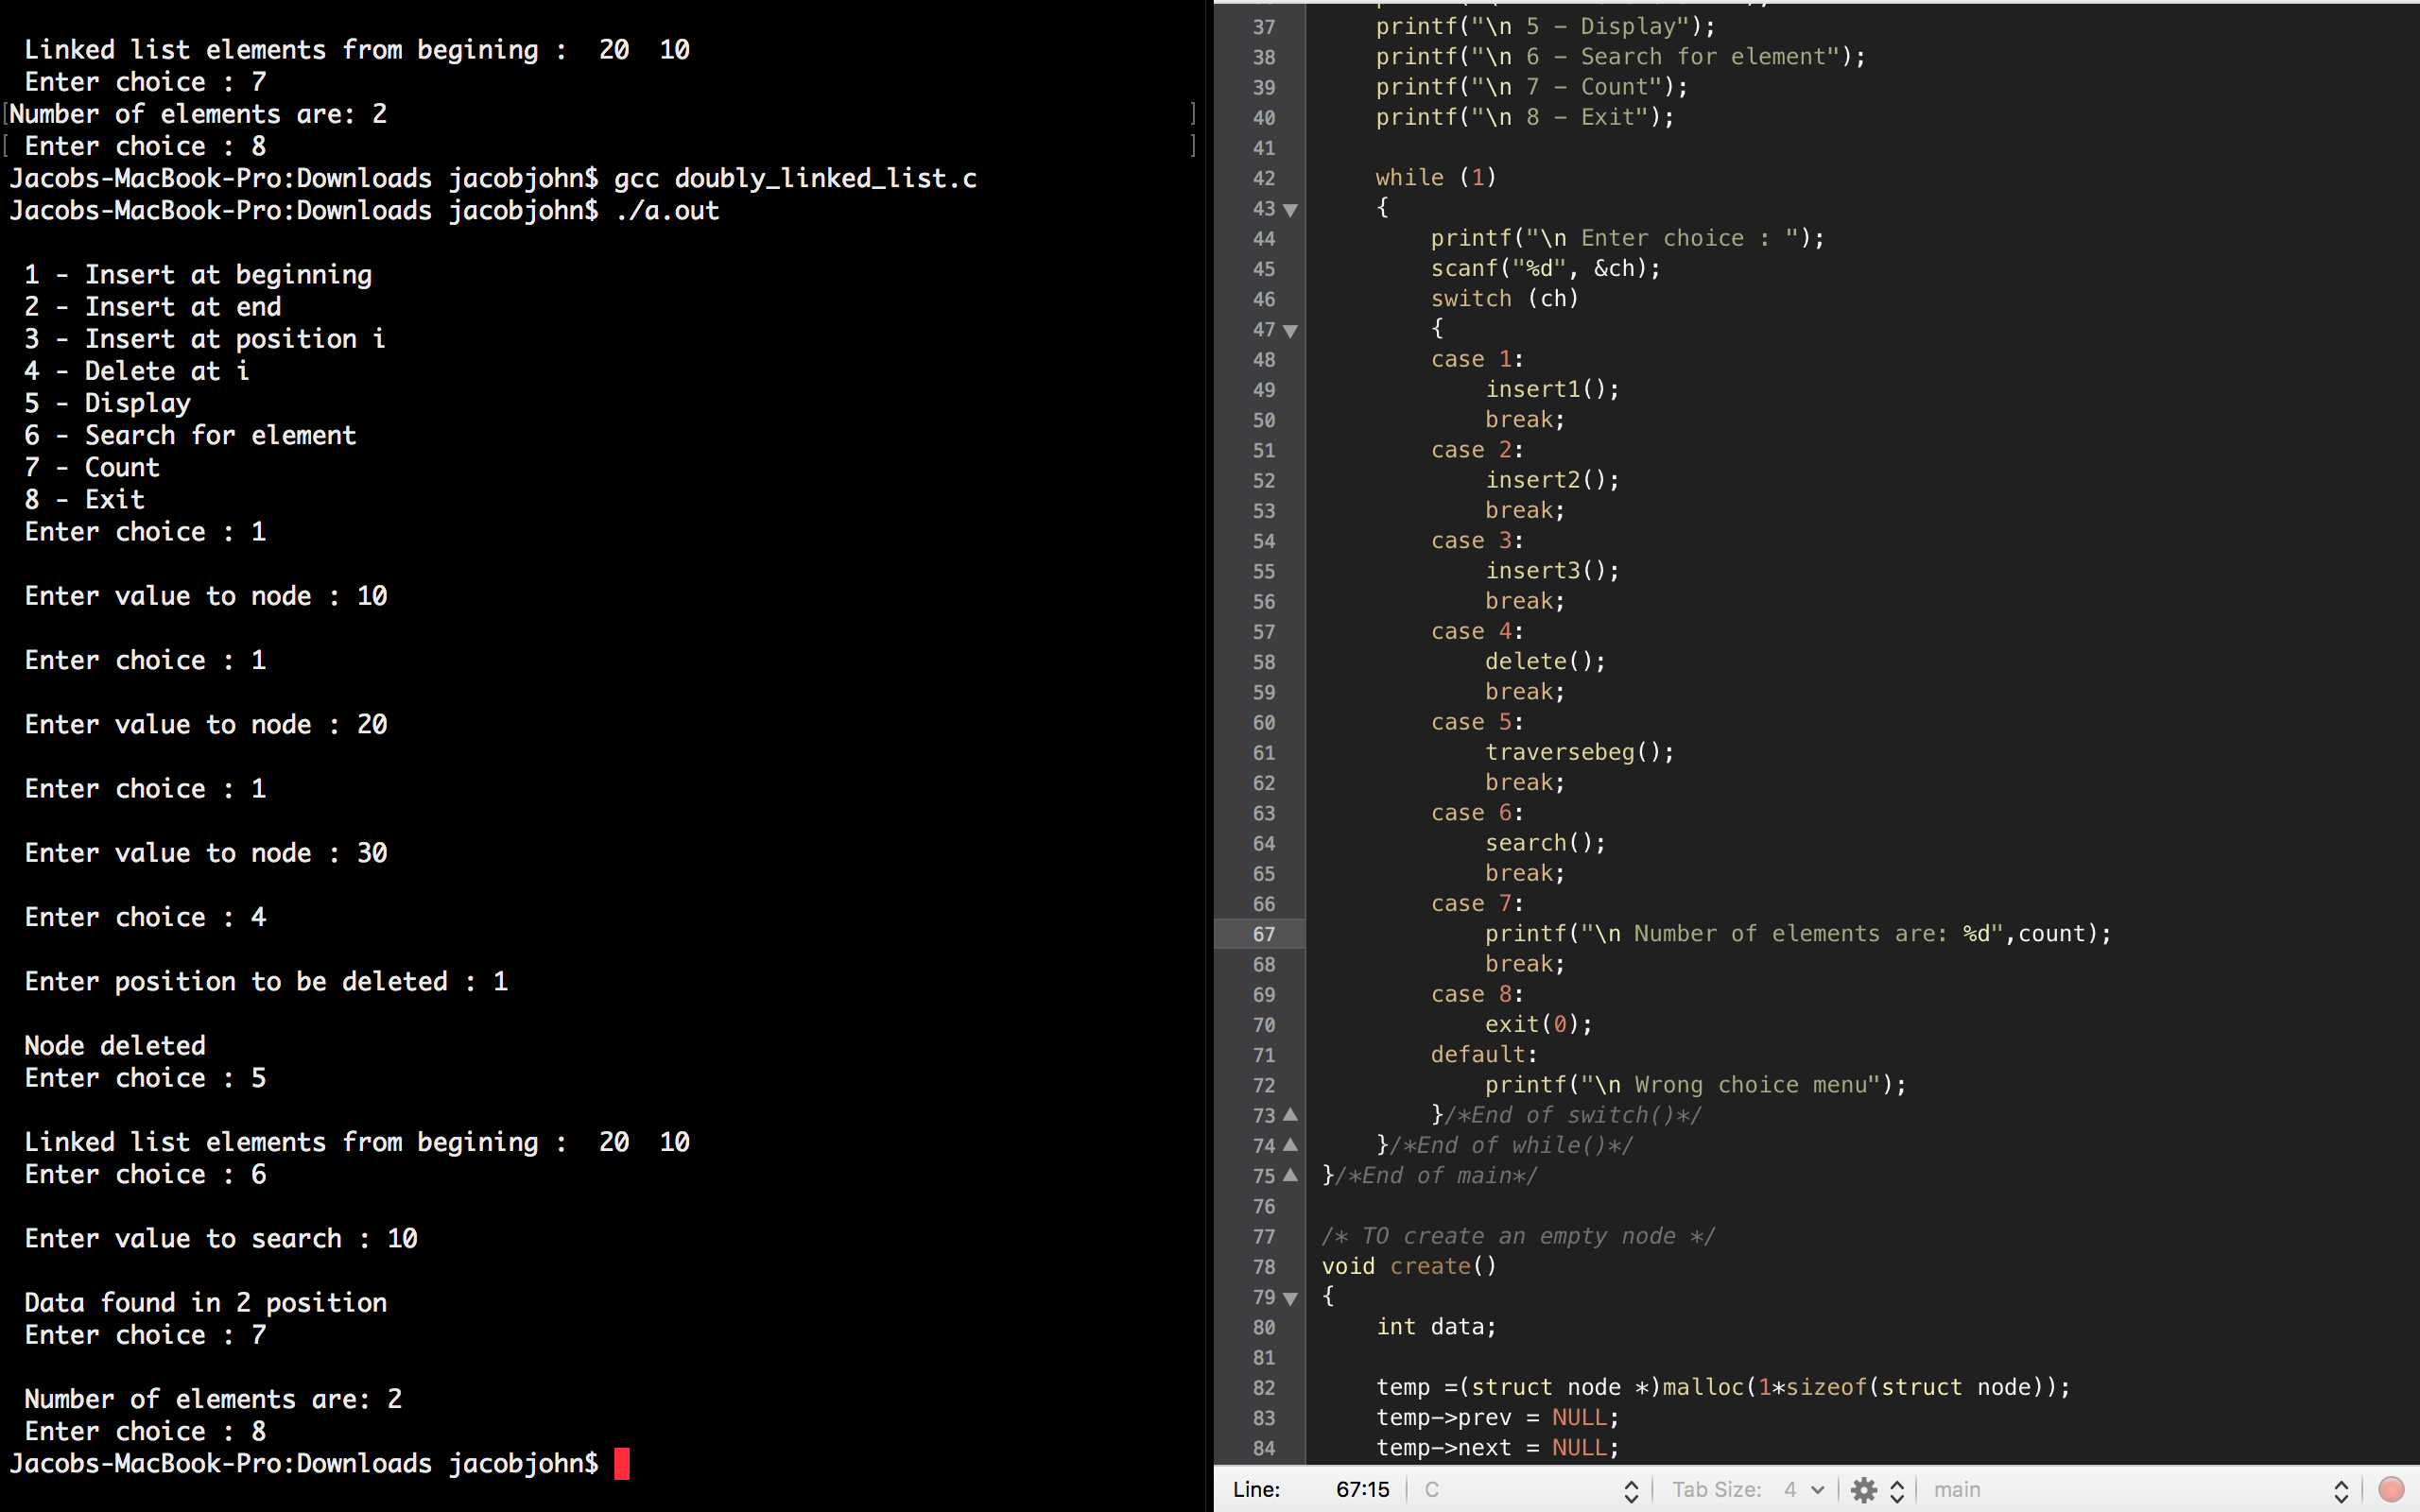 Linked list elements from begining :  20  10
Enter choice : 7
[Number of elements are: 2 ]
[ Enter choice : 8 ]
Jacobs-MacBook-Pro:Downloads jacobjohn$ gcc doubly_linked_list.c
Jacobs-MacBook-Pro:Downloads jacobjohn$ ./a.out
1 - Insert at beginning
2 - Insert at end
3 - Insert at position i
4 - Delete at i
5 - Display
6 - Search for element
7 - Count
8 - Exit
Enter choice : 1
Enter value to node : 10
Enter choice : 1
Enter value to node : 20
Enter choice : 1
Enter value to node : 30
Enter choice : 4
Enter position to be deleted : 1
Node deleted
Enter choice : 5
Linked list elements from begining :  20  10
Enter choice : 6
Enter value to search : 10
Data found in 2 position
Enter choice : 7
Number of elements are: 2
Enter choice : 8
Jacobs-MacBook-Pro:Downloads jacobjohn$
37 printf("\n 5 - Display");
38 printf("\n 6 - Search for element");
39 printf("\n 7 - Count");
40 printf("\n 8 - Exit");
41
42 while (1)
43 {
44 printf("\n Enter choice : ");
45 scanf("%d", &ch);
46 switch (ch)
47 {
48 case 1:
49 insert1();
50 break;
51 case 2:
52 insert2();
53 break;
54 case 3:
55 insert3();
56 break;
57 case 4:
58 delete();
59 break;
60 case 5:
61 traversebeg();
62 break;
63 case 6:
64 search();
65 break;
66 case 7:
67 printf("\n Number of elements are: %d",count);
68 break;
69 case 8:
70 exit(0);
71 default:
72 printf("\n Wrong choice menu");
73 }/*End of switch()*/
74 }/*End of while()*/
75 }/*End of main*/
76
77 /* TO create an empty node */
78 void create()
79 {
80 int data;
81
82 temp =(struct node *)malloc(1*sizeof(struct node));
83 temp->prev = NULL;
84 temp->next = NULL;
Line: 67:15 C Tab Size: 4 main